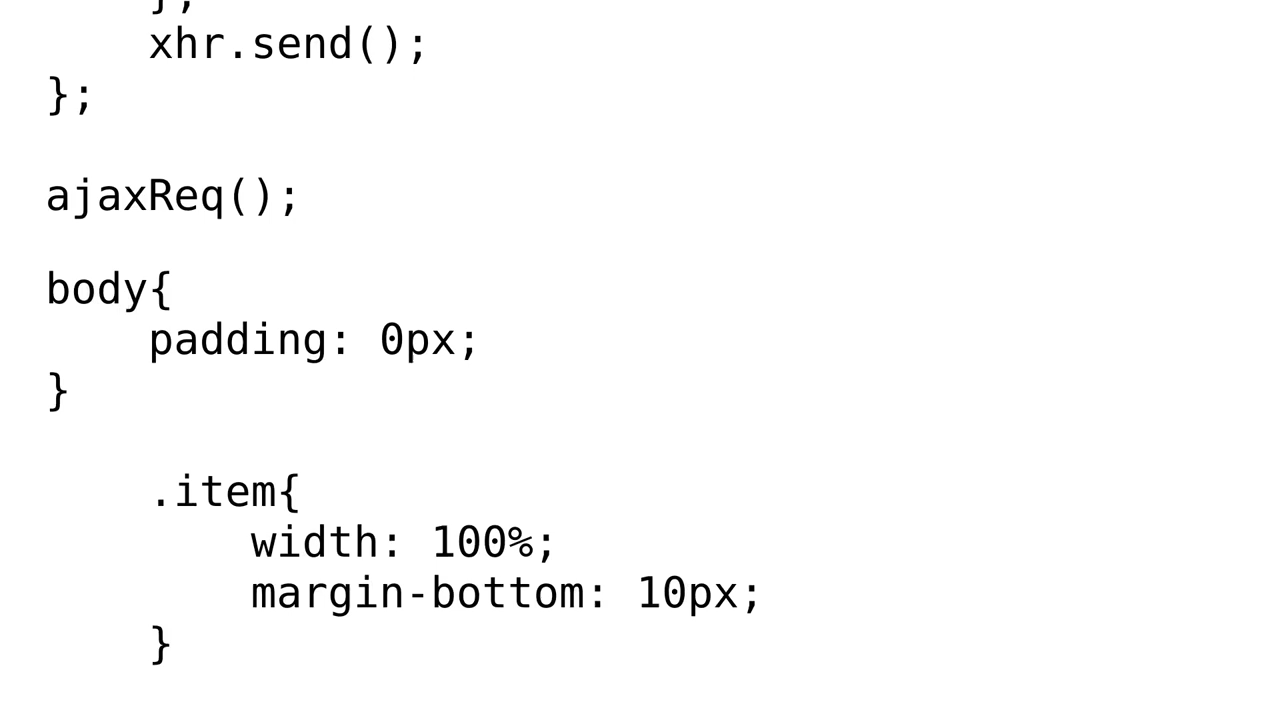 };
    xhr.send();
};

ajaxReq();

body{
    padding: 0px;
}

    .item{
        width: 100%;
        margin-bottom: 10px;
    }